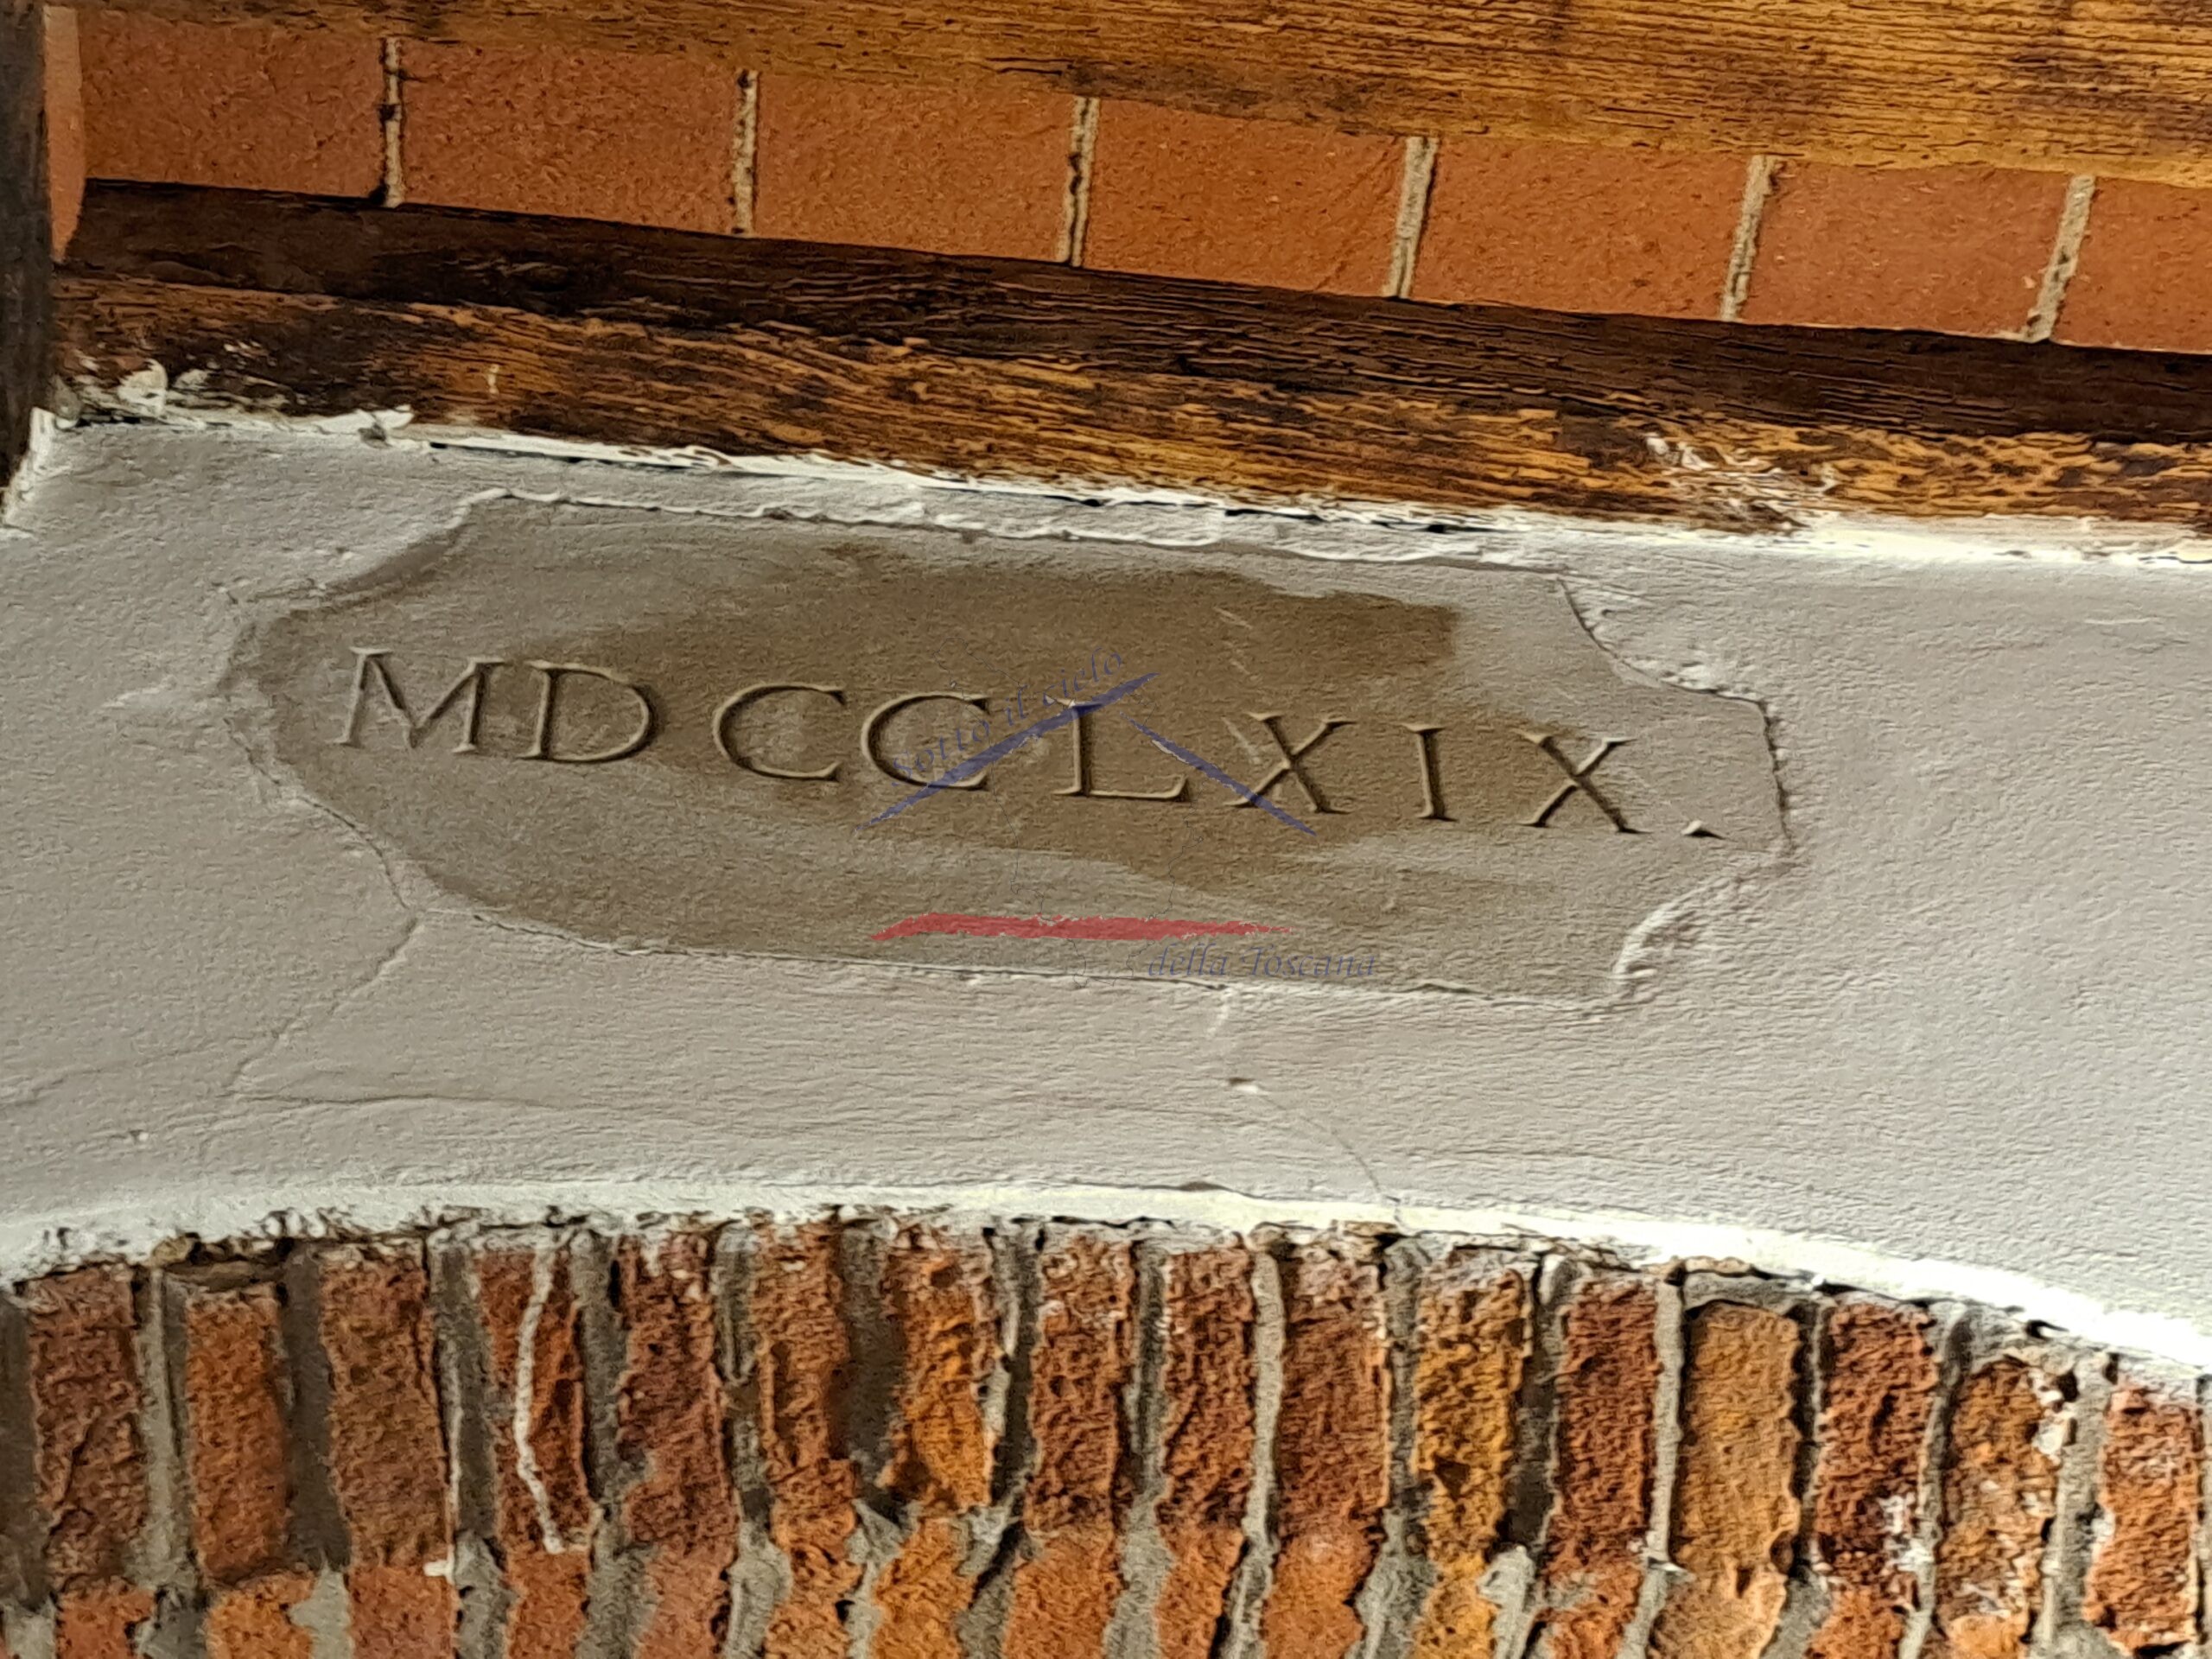 MDCCLXIX.
Sotto il cielo
della Toscana